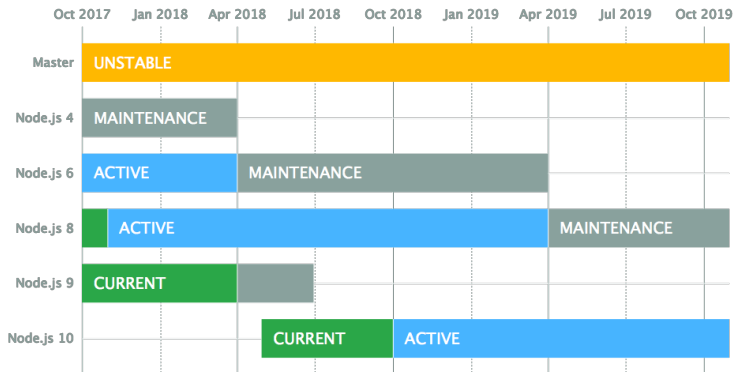 Oct 2017 Jan 2018 Apr 2018 Jul 2018 Oct 2018 Jan 2019 Apr 2019 Jul 2019 Oct 2019
Master UNSTABLE
Node.js 4 MAINTENANCE
Node.js 6 ACTIVE MAINTENANCE
Node.js 8 ACTIVE MAINTENANCE
Node.js 9 CURRENT
Node.js 10 CURRENT ACTIVE